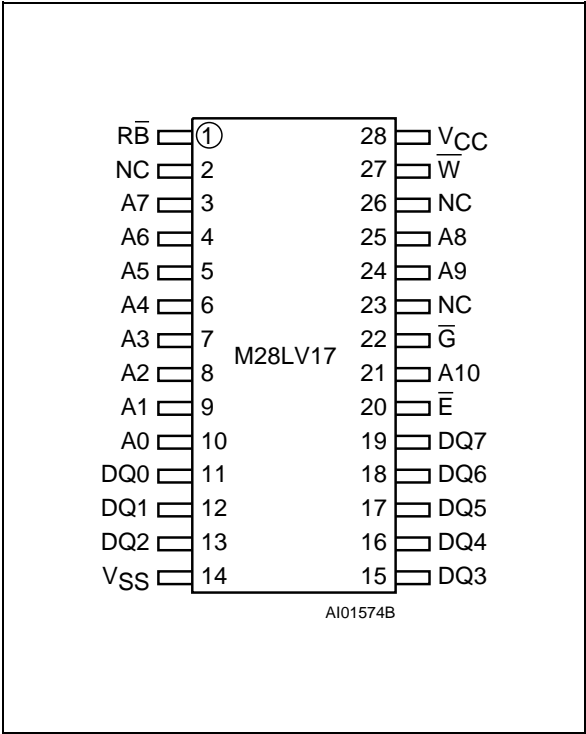 RB̅ 1 28 VCC
NC 2 27 W̅
A7 3 26 NC
A6 4 25 A8
A5 5 24 A9
A4 6 23 NC
A3 7 22 G̅
M28LV17
A2 8 21 A10
A1 9 20 E̅
A0 10 19 DQ7
DQ0 11 18 DQ6
DQ1 12 17 DQ5
DQ2 13 16 DQ4
VSS 14 15 DQ3
AI01574B